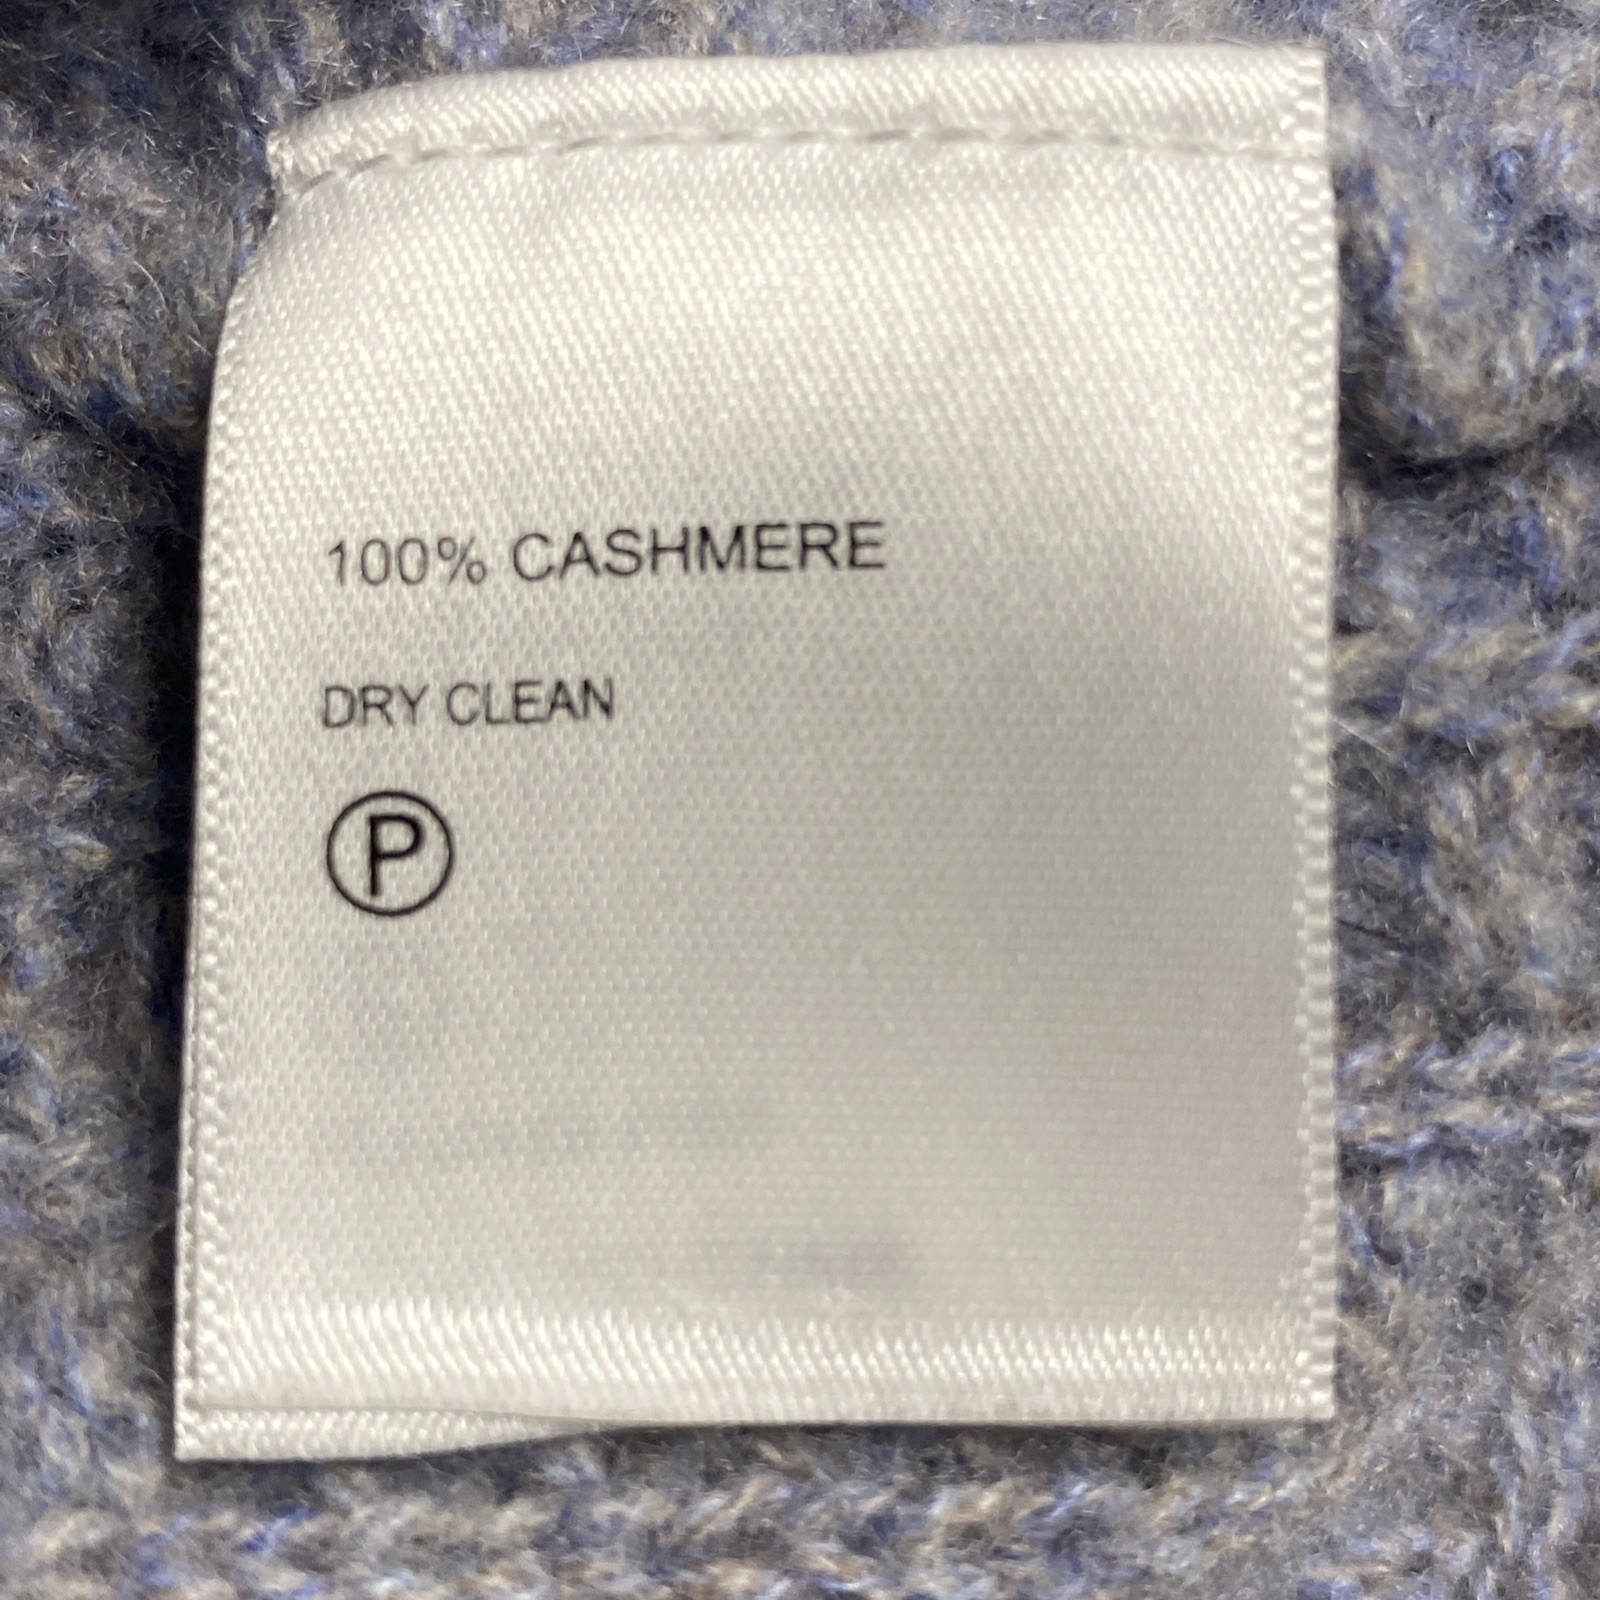 100% CASHMERE
DRY CLEAN
Ⓟ